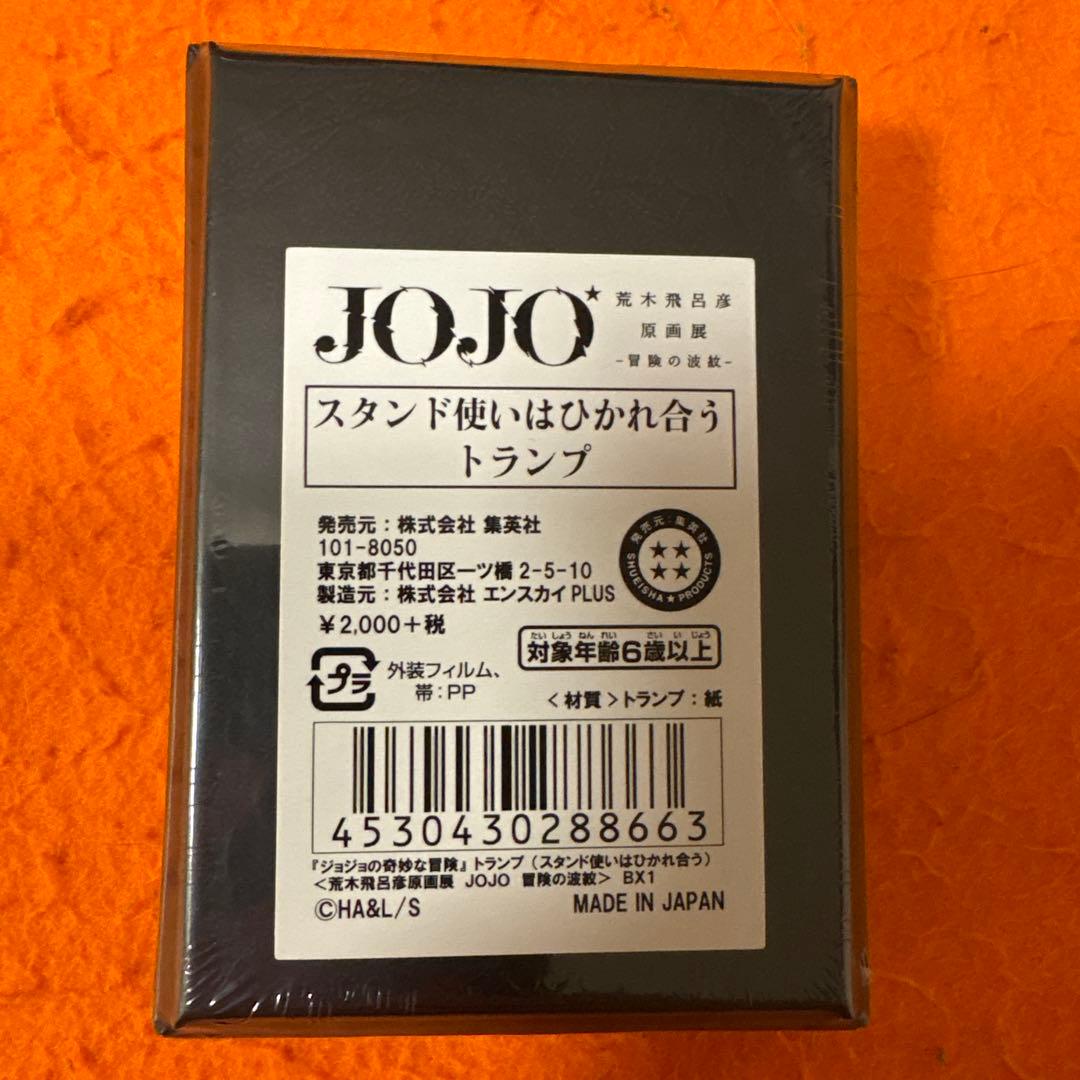 JOJO★
荒木飛呂彦
原画展
-冒険の波紋-
スタンド使いはひかれ合う
トランプ
発売元：株式会社 集英社
101-8050
東京都千代田区一ツ橋 2-5-10
製造元：株式会社 エンスカイPLUS
￥2,000＋税
発売元：集英社
SHUEISHA★PRODUCTS
たいしょうねんれい さいいじょう
対象年齢6歳以上
プラ
外装フィルム、
帯：PP
＜材質＞トランプ：紙
4530430288663
『ジョジョの奇妙な冒険』トランプ（スタンド使いはひかれ合う）
＜荒木飛呂彦原画展 JOJO 冒険の波紋＞ BX1
©HA&L/S
MADE IN JAPAN